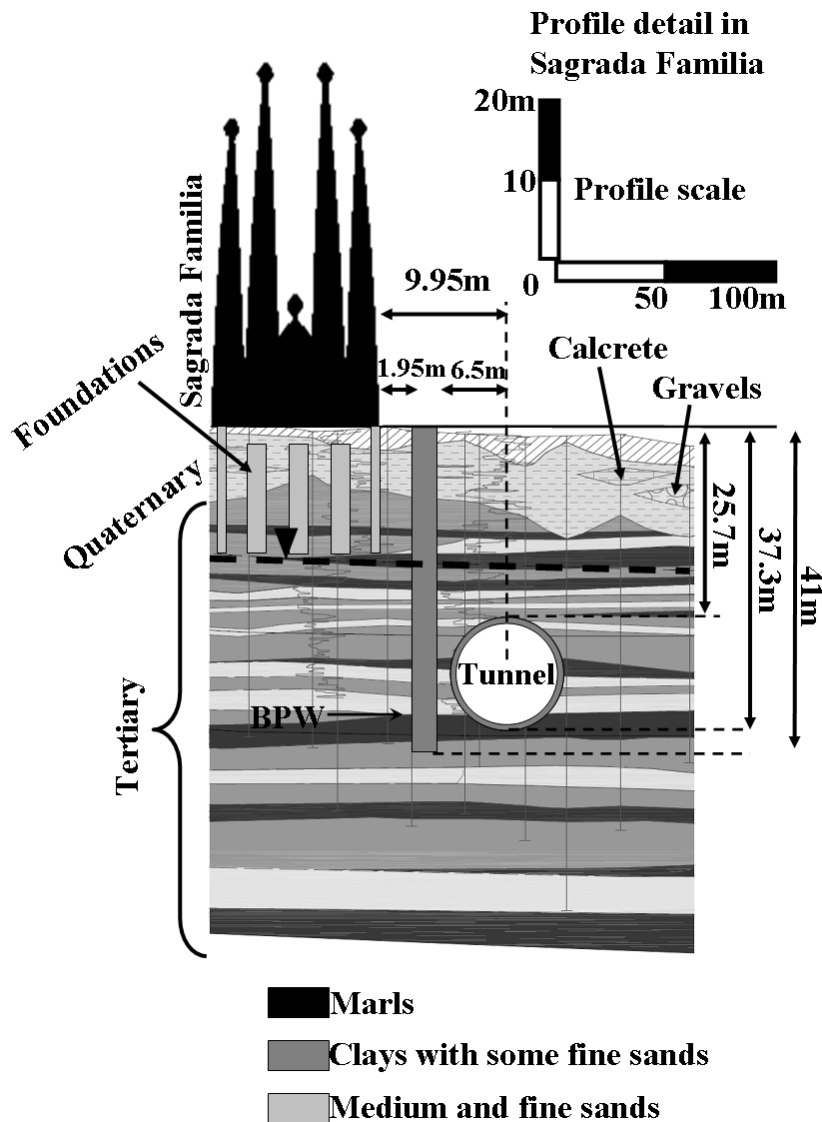 Profile detail in
Sagrada Familia
20m
10
Profile scale
0
50
100m
Sagrada Familia
9.95m
1.95m
6.5m
Calcrete
Gravels
Foundations
Quaternary
25.7m
37.3m
41m
Tertiary
Tunnel
BPW
Marls
Clays with some fine sands
Medium and fine sands